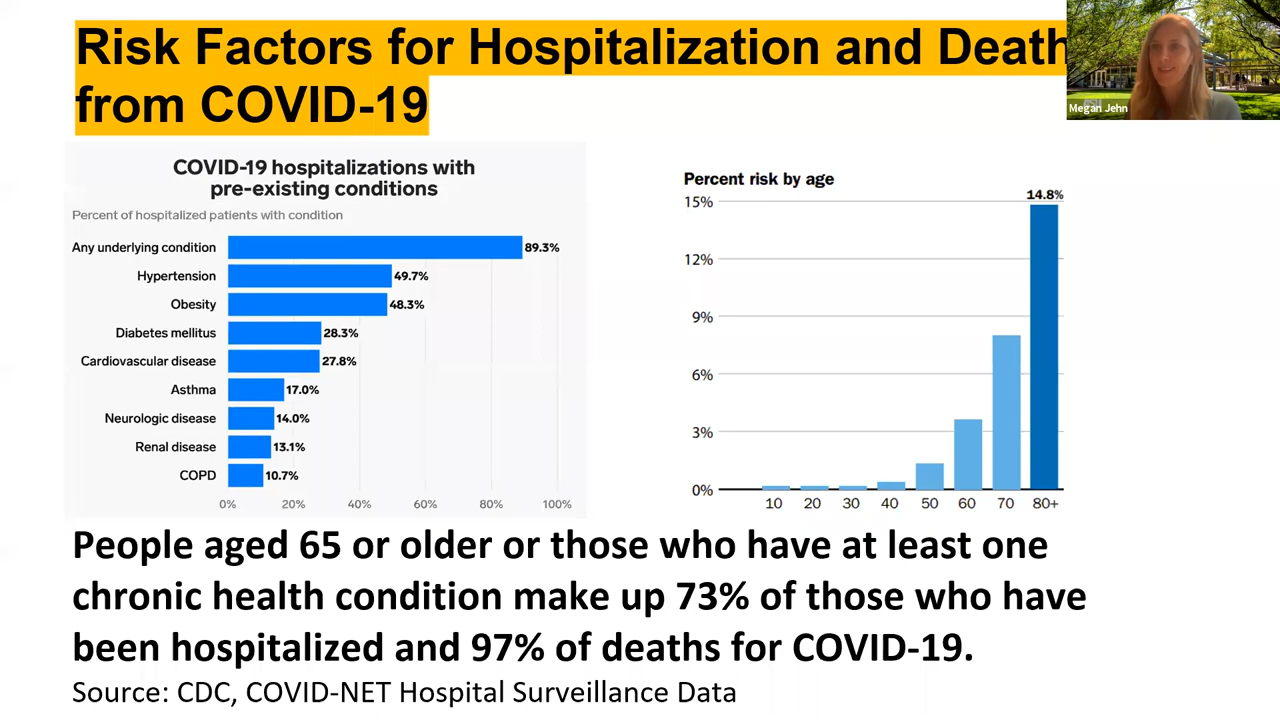 Risk Factors for Hospitalization and Death
from COVID-19
Megan Jehn
COVID-19 hospitalizations with
pre-existing conditions
Percent of hospitalized patients with condition
Any underlying condition 89.3%
Hypertension 49.7%
Obesity 48.3%
Diabetes mellitus 28.3%
Cardiovascular disease 27.8%
Asthma 17.0%
Neurologic disease 14.0%
Renal disease 13.1%
COPD 10.7%
0% 20% 40% 60% 80% 100%
Percent risk by age
14.8%
15%
12%
9%
6%
3%
0%
10 20 30 40 50 60 70 80+
People aged 65 or older or those who have at least one
chronic health condition make up 73% of those who have
been hospitalized and 97% of deaths for COVID-19.
Source: CDC, COVID-NET Hospital Surveillance Data